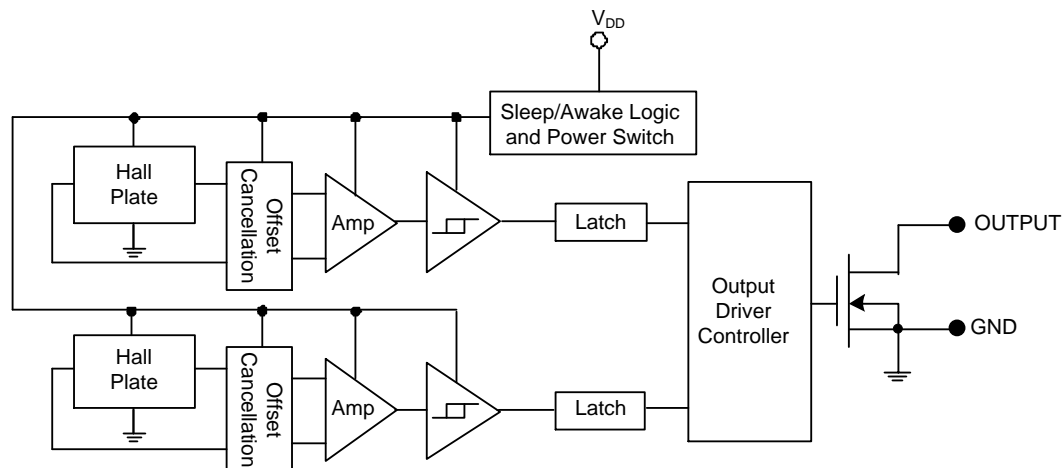 V_DD
Sleep/Awake Logic
and Power Switch
Hall
Plate
Offset
Cancellation
Amp
Latch
Output
Driver
Controller
OUTPUT
GND
Hall
Plate
Offset
Cancellation
Amp
Latch